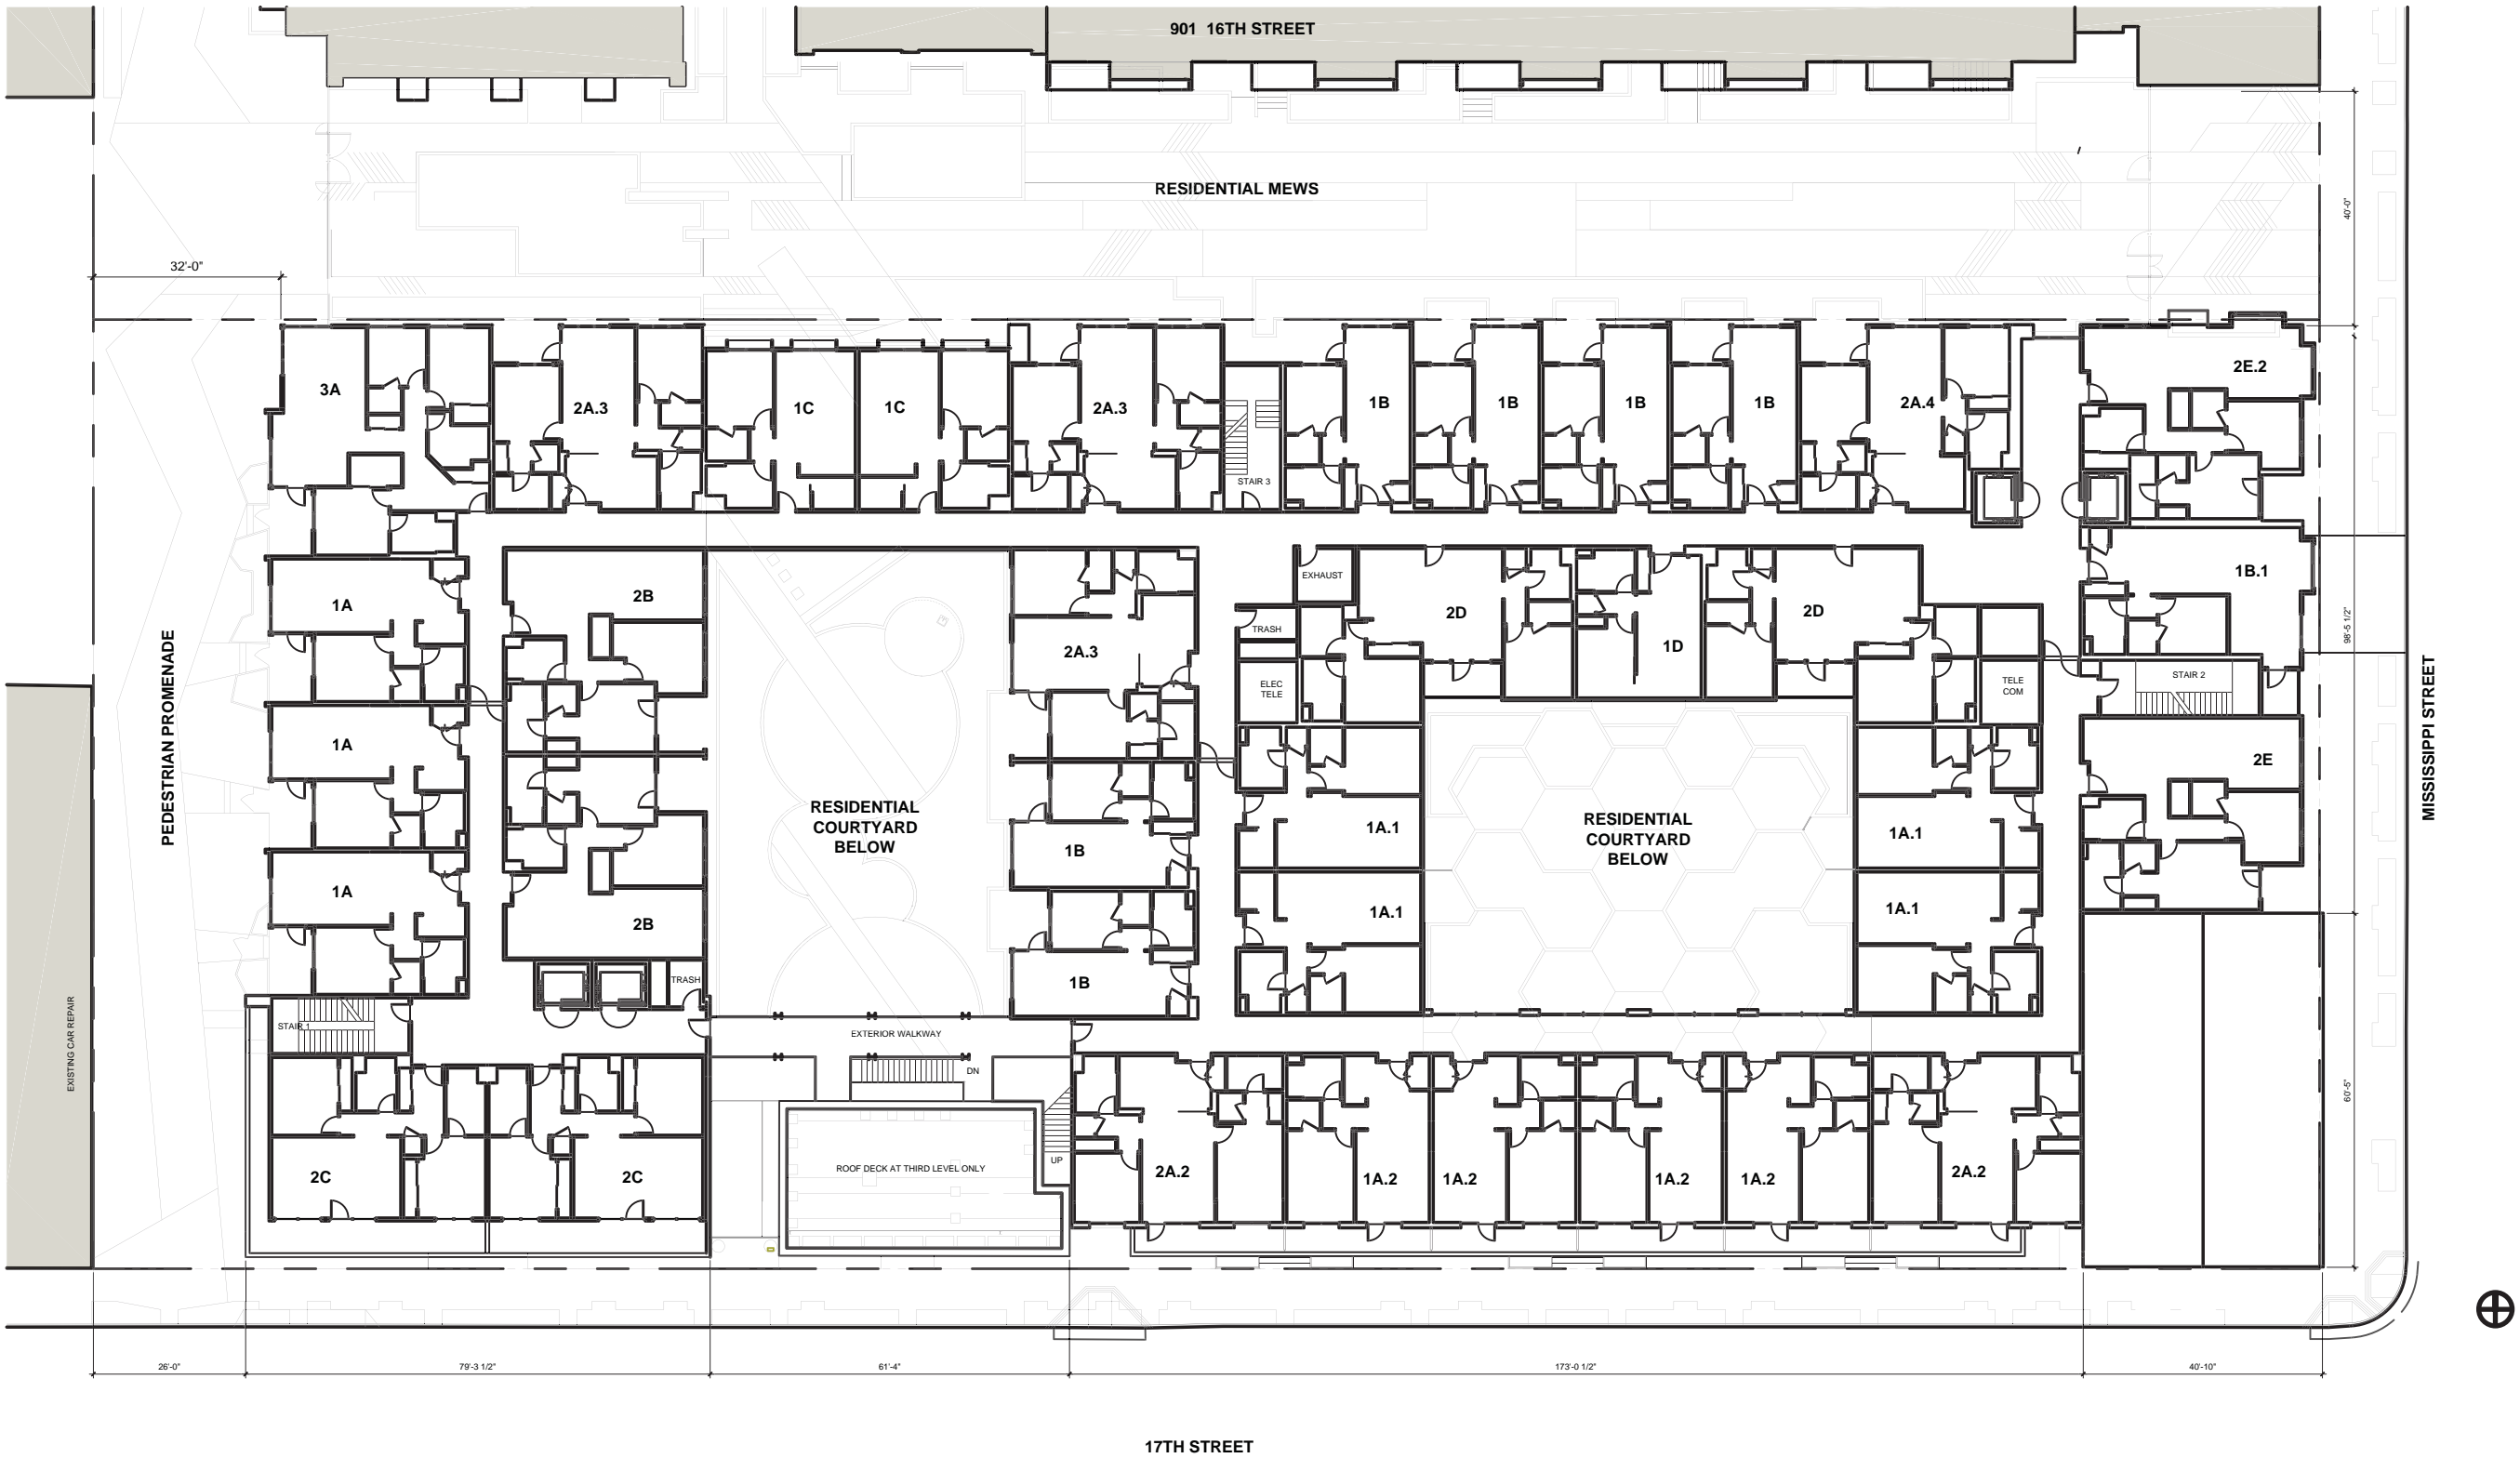 901 16TH STREET
RESIDENTIAL MEWS
40'-0"
32'-0"
3A
2A.3
1C
1C
2A.3
STAIR 3
1B
1B
1B
1B
2A.4
2E.2
1A
2B
2A.3
EXHAUST
TRASH
ELEC
TELE
2D
1D
2D
TELE
COM
1B.1
STAIR 2
98'-5 1/2"
PEDESTRIAN PROMENADE
MISSISSIPPI STREET
1A
2E
RESIDENTIAL
COURTYARD
BELOW
1B
1A.1
RESIDENTIAL
COURTYARD
BELOW
1A.1
1A
2B
1B
1A.1
1A.1
EXISTING CAR REPAIR
STAIR 1
TRASH
EXTERIOR WALKWAY
DN
UP
ROOF DECK AT THIRD LEVEL ONLY
60'-5"
2C
2C
2A.2
1A.2
1A.2
1A.2
1A.2
2A.2
26'-0"
79'-3 1/2"
61'-4"
173'-0 1/2"
40'-10"
17TH STREET